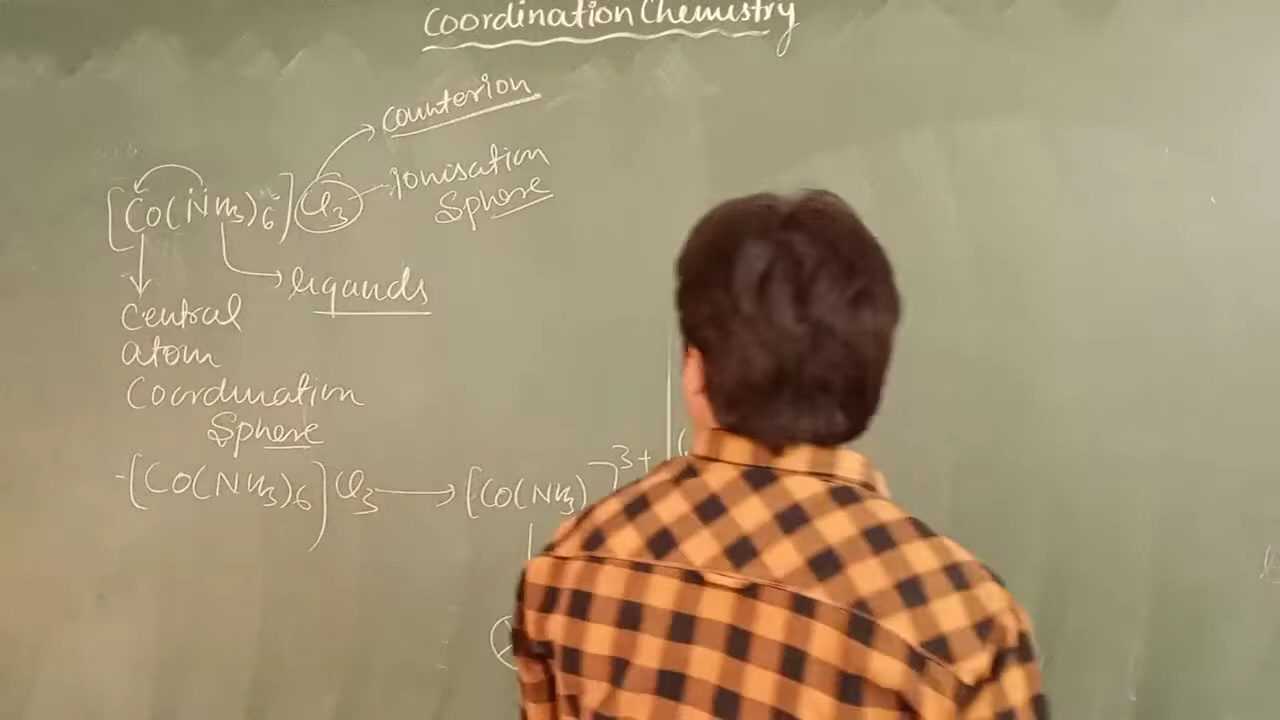 Coordination Chemistry
counterion
[Co(NH3)6]Cl3
Ionisation
Sphere
ligands
Central
atom
Coordination
Sphere
[Co(NH3)6]Cl3 → [Co(NH3) ]3+